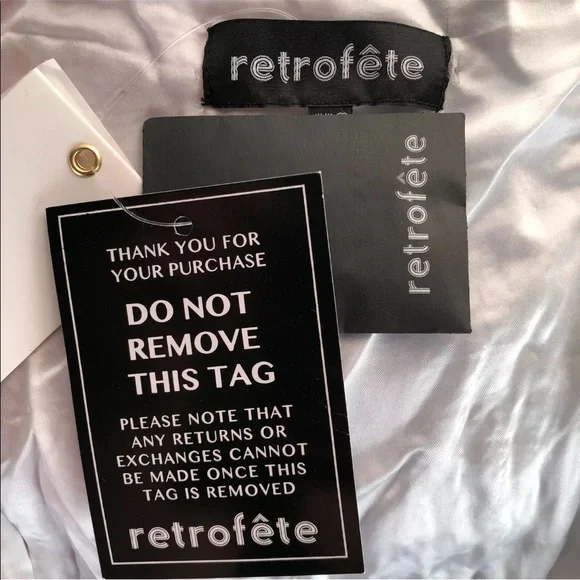 retrofête
retrofête
THANK YOU FOR
YOUR PURCHASE
DO NOT
REMOVE
THIS TAG
PLEASE NOTE THAT
ANY RETURNS OR
EXCHANGES CANNOT
BE MADE ONCE THIS
TAG IS REMOVED
retrofête